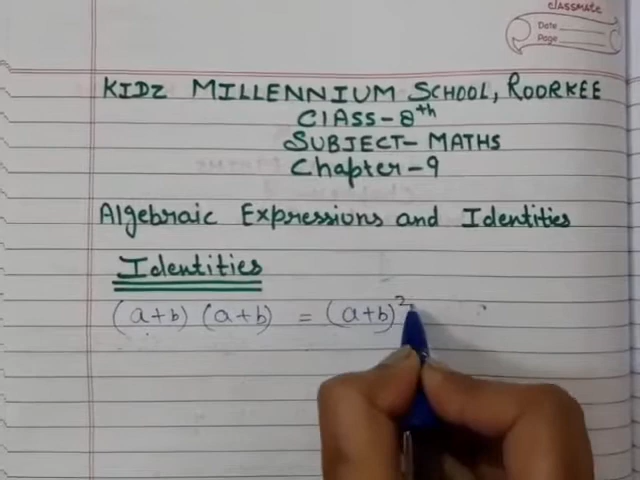 classmate
Date
Page
KIDZ MILLENNIUM SCHOOL, ROORKEE
ClASS-8th
SUBJECT- MATHS
Chapter-9
Algebraic Expressions and Identities
Identities
(a+b) (a+b) = (a+b)²